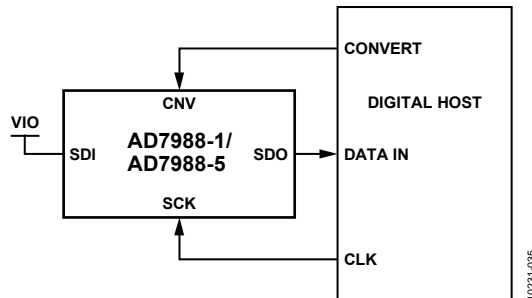 CONVERT
CNV
DIGITAL HOST
VIO
SDI
AD7988-1/
AD7988-5
SDO
DATA IN
SCK
CLK